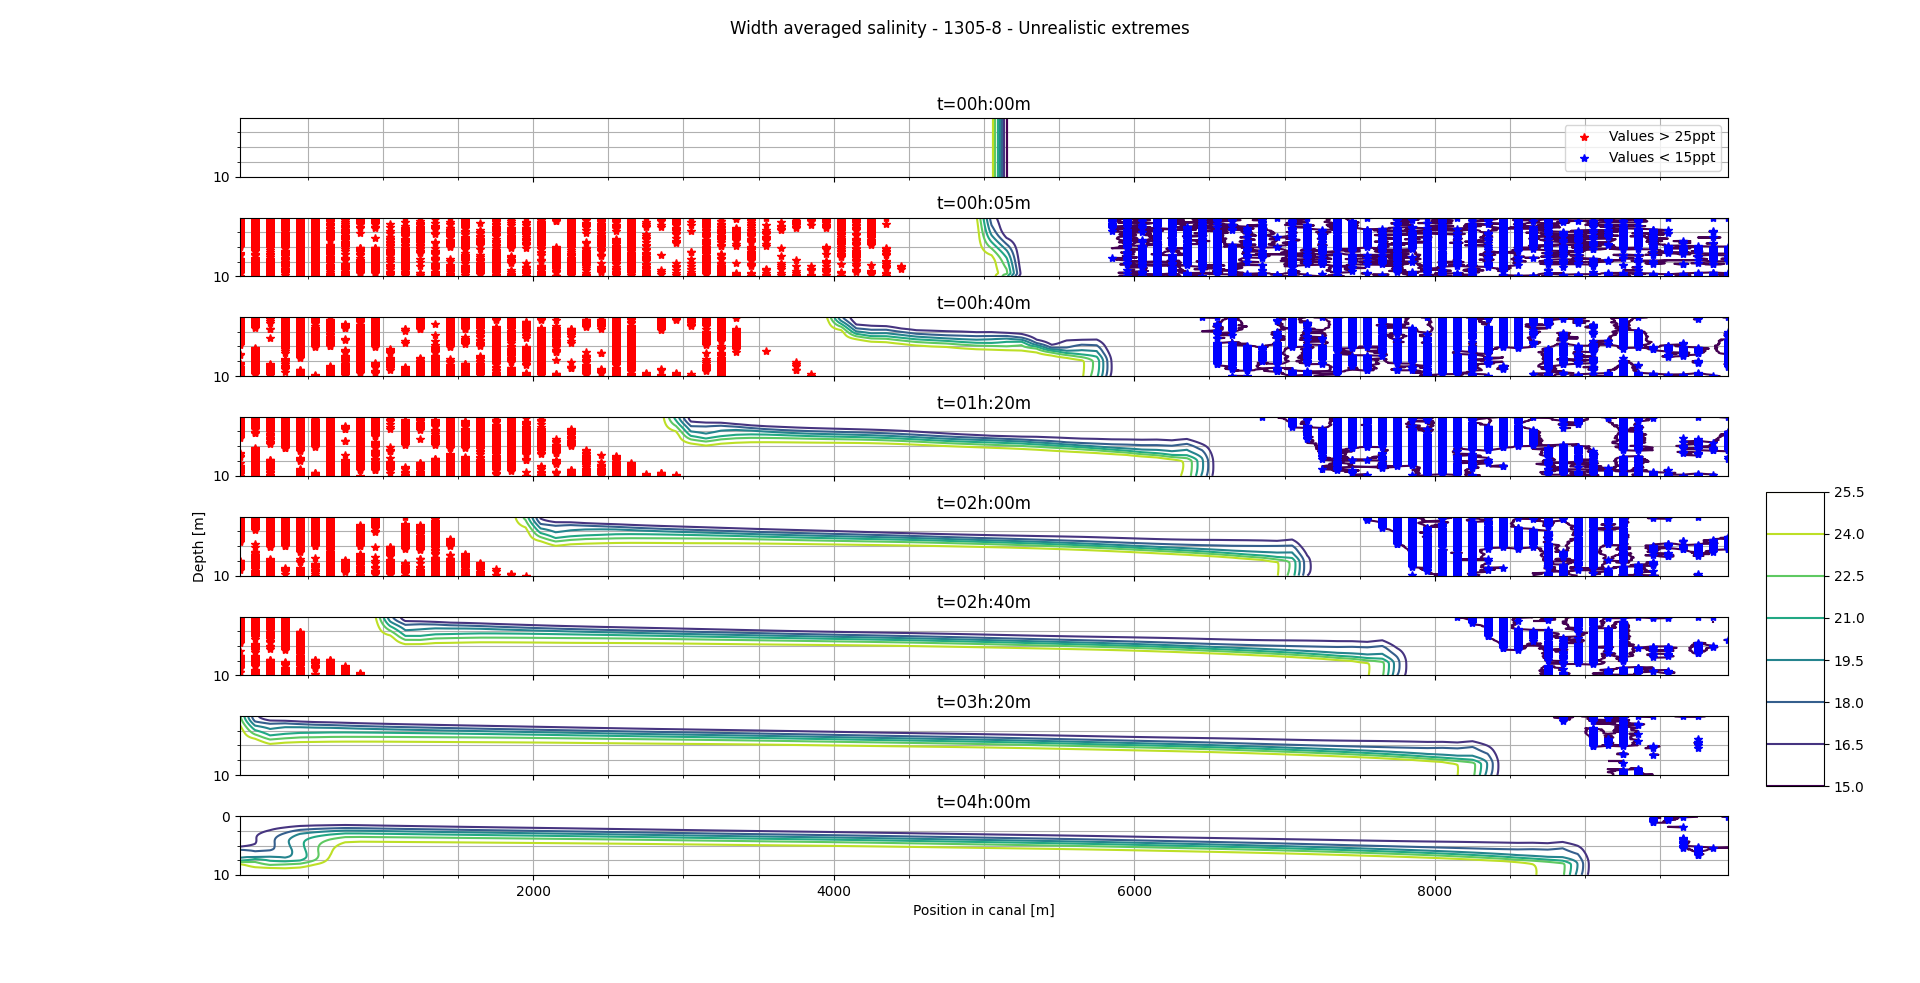 Width averaged salinity - 1305-8 - Unrealistic extremes
t=00h:00m
Values > 25ppt
Values < 15ppt
10
t=00h:05m
10
t=00h:40m
10
t=01h:20m
10
t=02h:00m
10
t=02h:40m
10
t=03h:20m
10
t=04h:00m
0
10
2000 4000 6000 8000
Position in canal [m]
Depth [m]
25.5
24.0
22.5
21.0
19.5
18.0
16.5
15.0